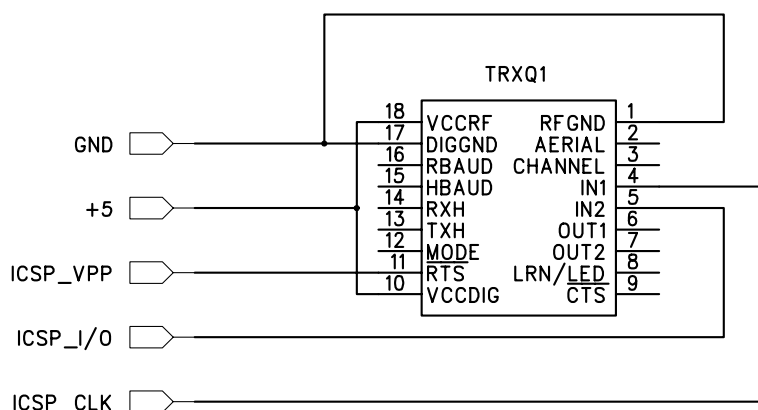 TRXQ1
18 VCCRF RFGND 1
GND 17 DIGGND AERIAL 2
16 RBAUD CHANNEL 3
15 HBAUD IN1 4
+5 14 RXH IN2 5
13 TXH OUT1 6
12 MODE OUT2 7
ICSP_VPP 11 RTS LRN/LED 8
10 VCCDIG CTS 9
ICSP_I/O
ICSP_CLK